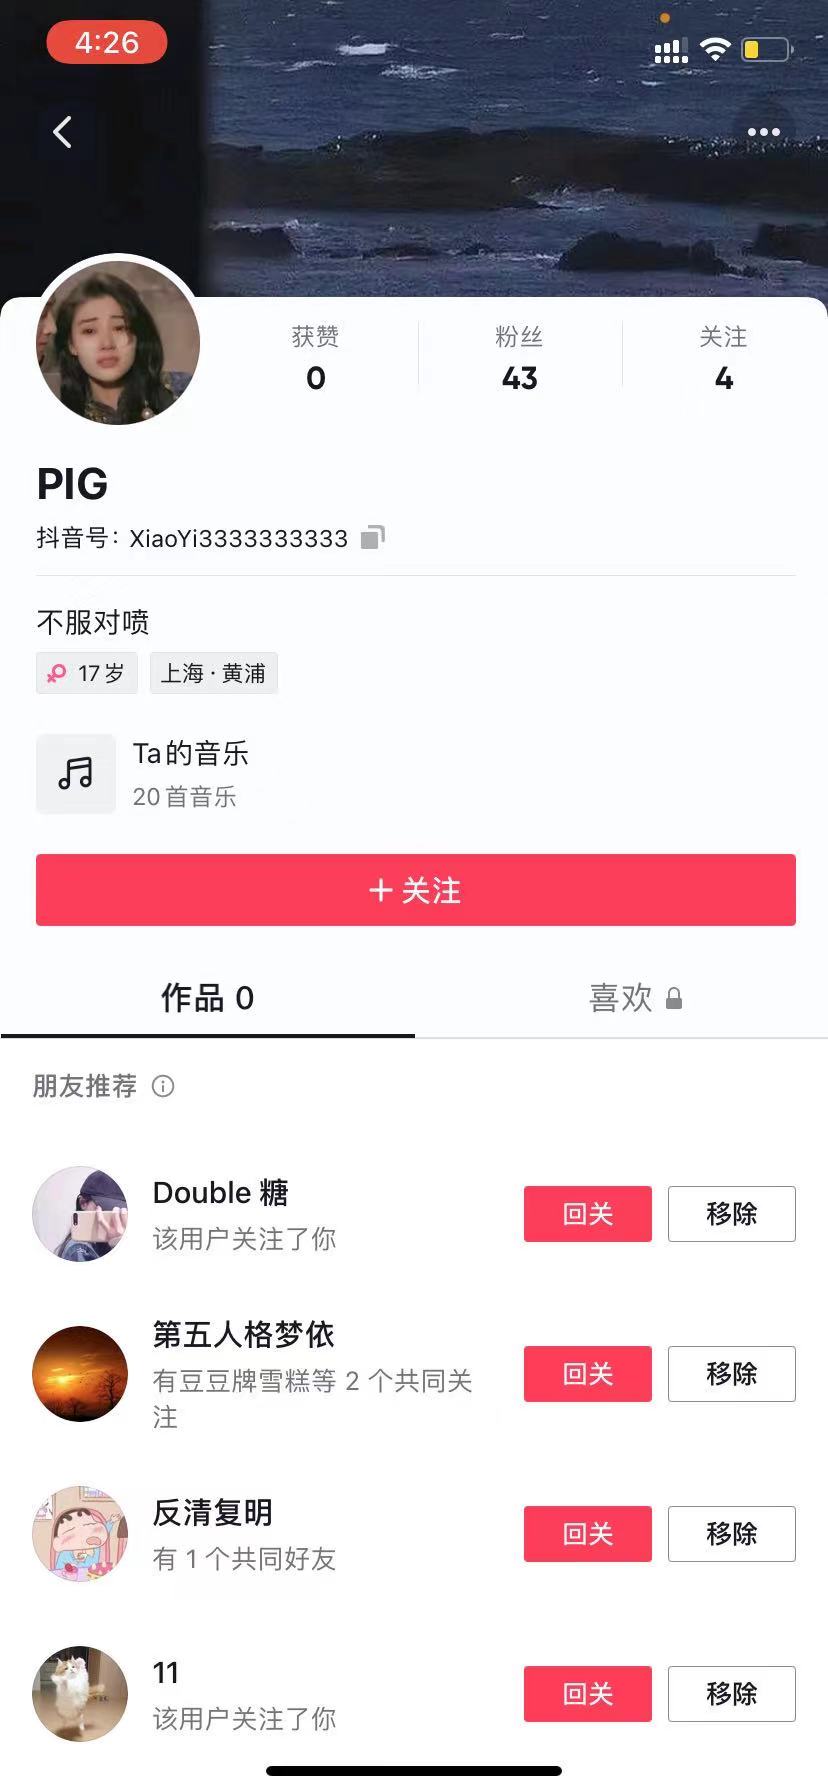 4:26
获赞 粉丝 关注
0 43 4
PIG
抖音号：XiaoYi3333333333
不服对喷
17岁 上海·黄浦
Ta的音乐
20首音乐
+ 关注
作品 0 喜欢
朋友推荐
Double 糖
该用户关注了你
回关 移除
第五人格梦依
有豆豆牌雪糕等 2 个共同关
注
回关 移除
反清复明
有 1 个共同好友
回关 移除
11
该用户关注了你
回关 移除